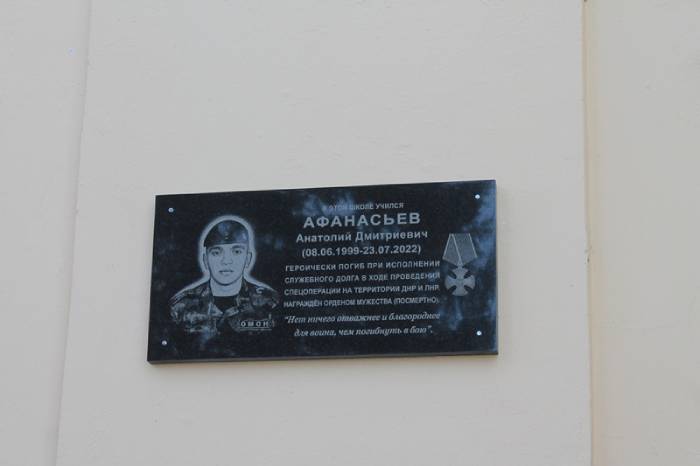 В ЭТОЙ ШКОЛЕ УЧИЛСЯ
АФАНАСЬЕВ
Анатолий Дмитриевич
(08.06.1999-23.07.2022)
ГЕРОИЧЕСКИ ПОГИБ ПРИ ИСПОЛНЕНИИ
СЛУЖЕБНОГО ДОЛГА В ХОДЕ ПРОВЕДЕНИЯ
СПЕЦОПЕРАЦИИ НА ТЕРРИТОРИИ ДНР И ЛНР.
НАГРАЖДЁН ОРДЕНОМ МУЖЕСТВА (ПОСМЕРТНО).
"Нет ничего отважнее и благороднее
для воина, чем погибнуть в бою".
ОМОН